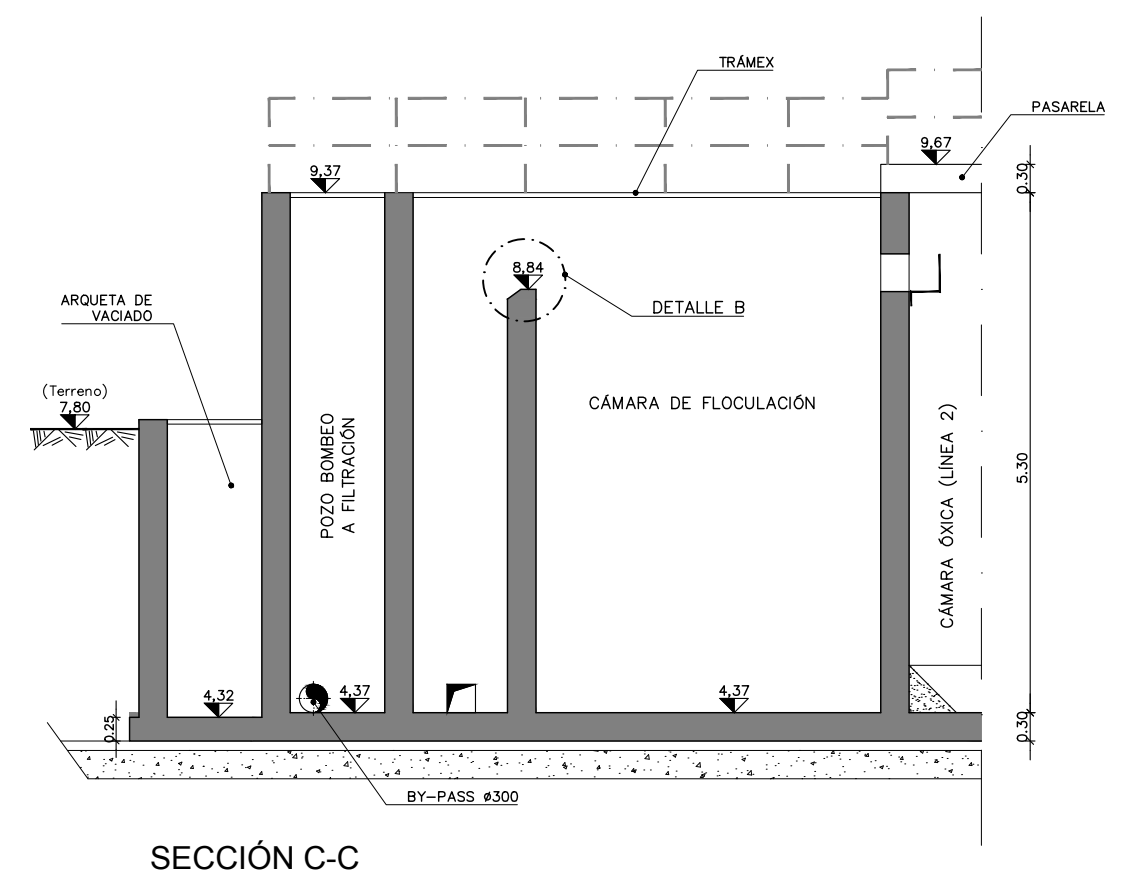 TRÁMEX
PASARELA
9,67
0.30
9,37
8,84
DETALLE B
ARQUETA DE
VACIADO
(Terreno)
7,80
CÁMARA DE FLOCULACIÓN
POZO BOMBEO
A FILTRACIÓN
CÁMARA ÓXICA (LÍNEA 2)
5.30
4,32
4,37
4,37
0.25
0.30
BY-PASS ø300
SECCIÓN C-C